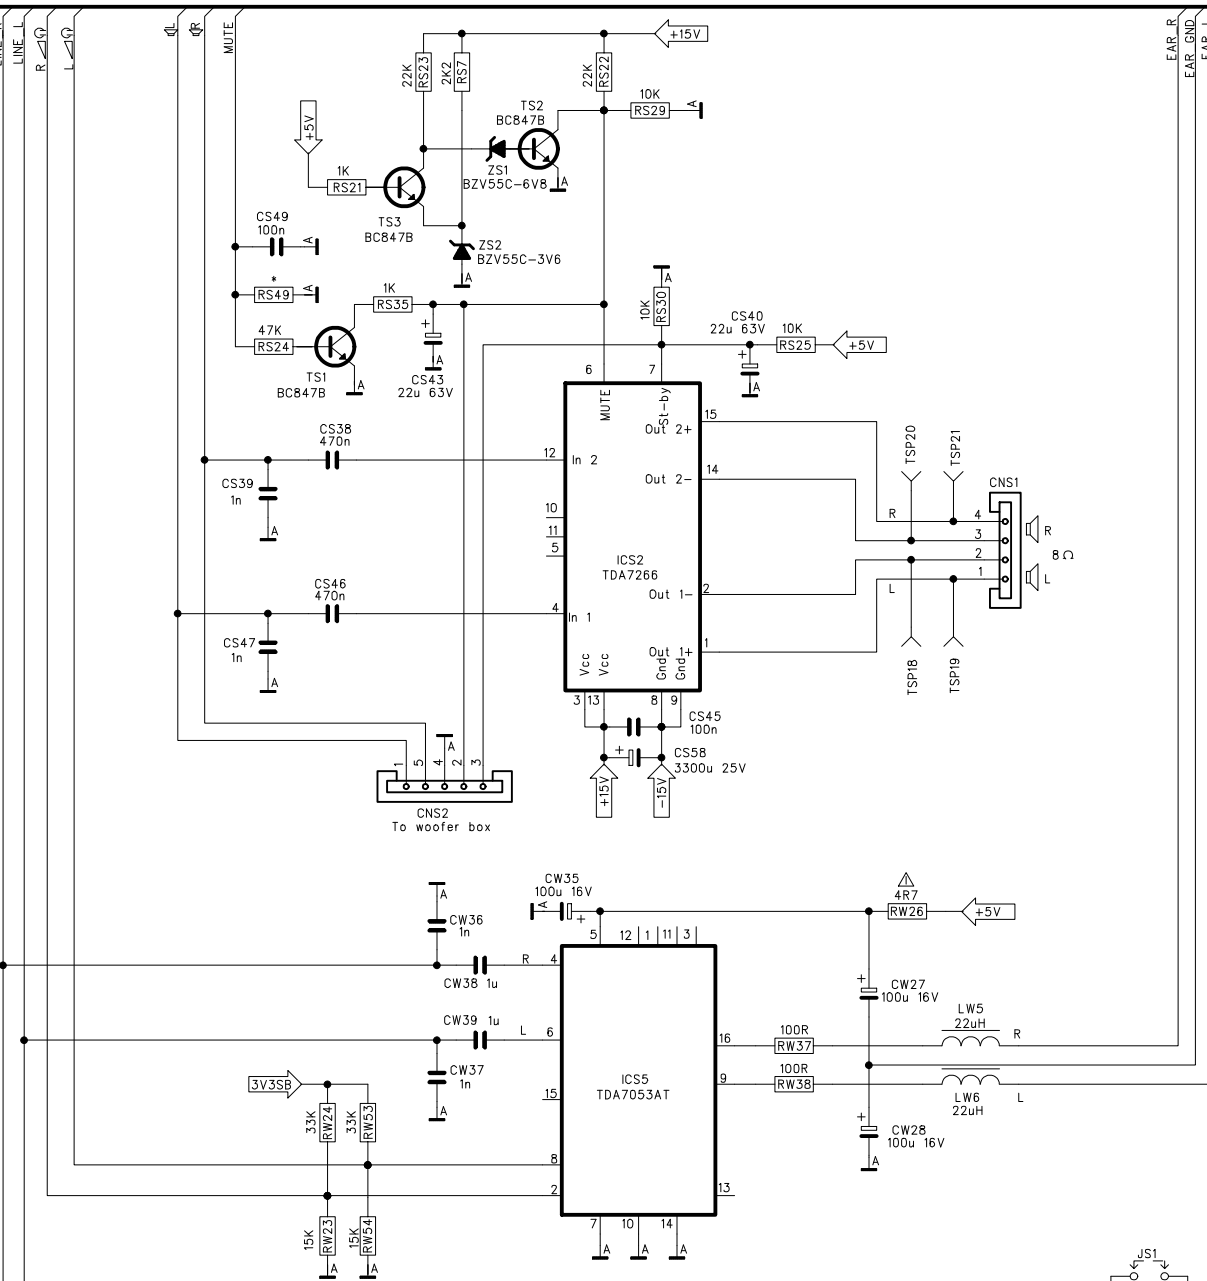 LINE L
R
L
L
R
MUTE
EAR R
EAR GND
+15V
22K
RS23
2K2
RS7
22K
RS22
TS2
BC847B
10K
RS29
A
+5V
ZS1
BZV55C-6V8
A
1K
RS21
TS3
BC847B
CS49
100n
A
ZS2
BZV55C-3V6
A
*
RS49
A
1K
RS35
A
10K
RS30
CS40
22u 63V
10K
RS25
+5V
47K
RS24
TS1
BC847B
A
+
A
CS43
22u 63V
+
A
6
7
MUTE
St-by
15
Out 2+
CS38
470n
12
In 2
14
Out 2-
TSP20
TSP21
CNS1
CS39
1n
A
10
11
5
R
4
3
2
1
R
8 Ω
L
L
ICS2
TDA7266
CS46
470n
4
In 1
Out 1-
2
CS47
1n
A
Out 1+
1
TSP18
TSP19
Vcc
Vcc
Gnd
Gnd
3
13
8
9
CS45
100n
+
CS58
3300u 25V
+15V
-15V
1
5
4
A
2
3
CNS2
To woofer box
CW35
100u 16V
A
+
4R7
RW26
+5V
A
CW36
1n
5
12
1
11
3
R
4
CW38 1u
+
CW27
100u 16V
CW39 1u
L
6
LW5
22uH
R
16
100R
RW37
CW37
1n
A
3V3SB
ICS5
TDA7053AT
9
100R
RW38
LW6
22uH
L
15
33K
RW24
33K
RW53
+
CW28
100u 16V
A
8
2
13
15K
RW23
A
15K
RW54
A
7
10
14
A
A
A
JS1